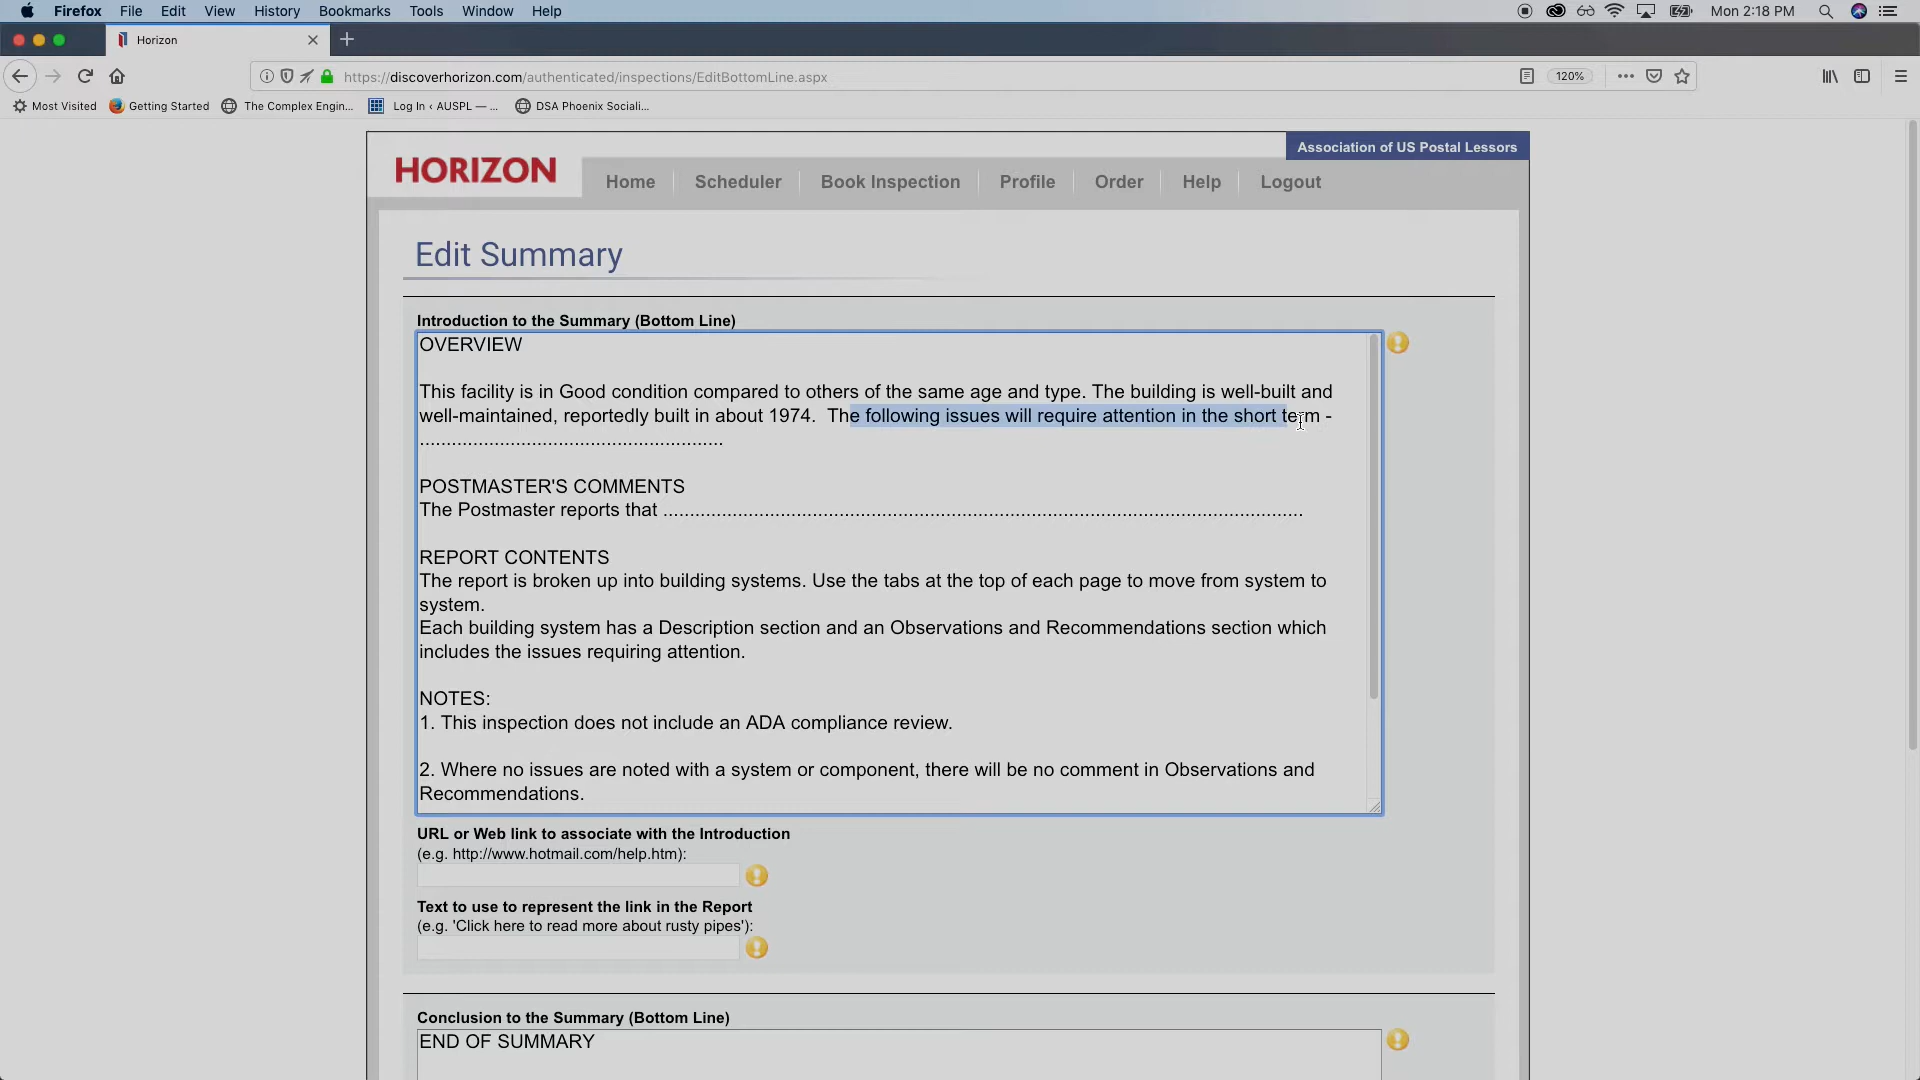 Firefox File Edit View History Bookmarks Tools Window Help Mon 2:18 PM
Horizon
https://discoverhorizon.com/authenticated/inspections/EditBottomLine.aspx 120%
Most Visited Getting Started The Complex Engin... Log In ‹ AUSPL — ... DSA Phoenix Sociali...
Association of US Postal Lessors
HORIZON
Home Scheduler Book Inspection Profile Order Help Logout
Edit Summary
Introduction to the Summary (Bottom Line)
OVERVIEW
This facility is in Good condition compared to others of the same age and type. The building is well-built and
well-maintained, reportedly built in about 1974. The following issues will require attention in the short term -
.........................................................
POSTMASTER'S COMMENTS
The Postmaster reports that ........................................................................................................................
REPORT CONTENTS
The report is broken up into building systems. Use the tabs at the top of each page to move from system to
system.
Each building system has a Description section and an Observations and Recommendations section which
includes the issues requiring attention.
NOTES:
1. This inspection does not include an ADA compliance review.
2. Where no issues are noted with a system or component, there will be no comment in Observations and
Recommendations.
URL or Web link to associate with the Introduction
(e.g. http://www.hotmail.com/help.htm):
Text to use to represent the link in the Report
(e.g. 'Click here to read more about rusty pipes'):
Conclusion to the Summary (Bottom Line)
END OF SUMMARY